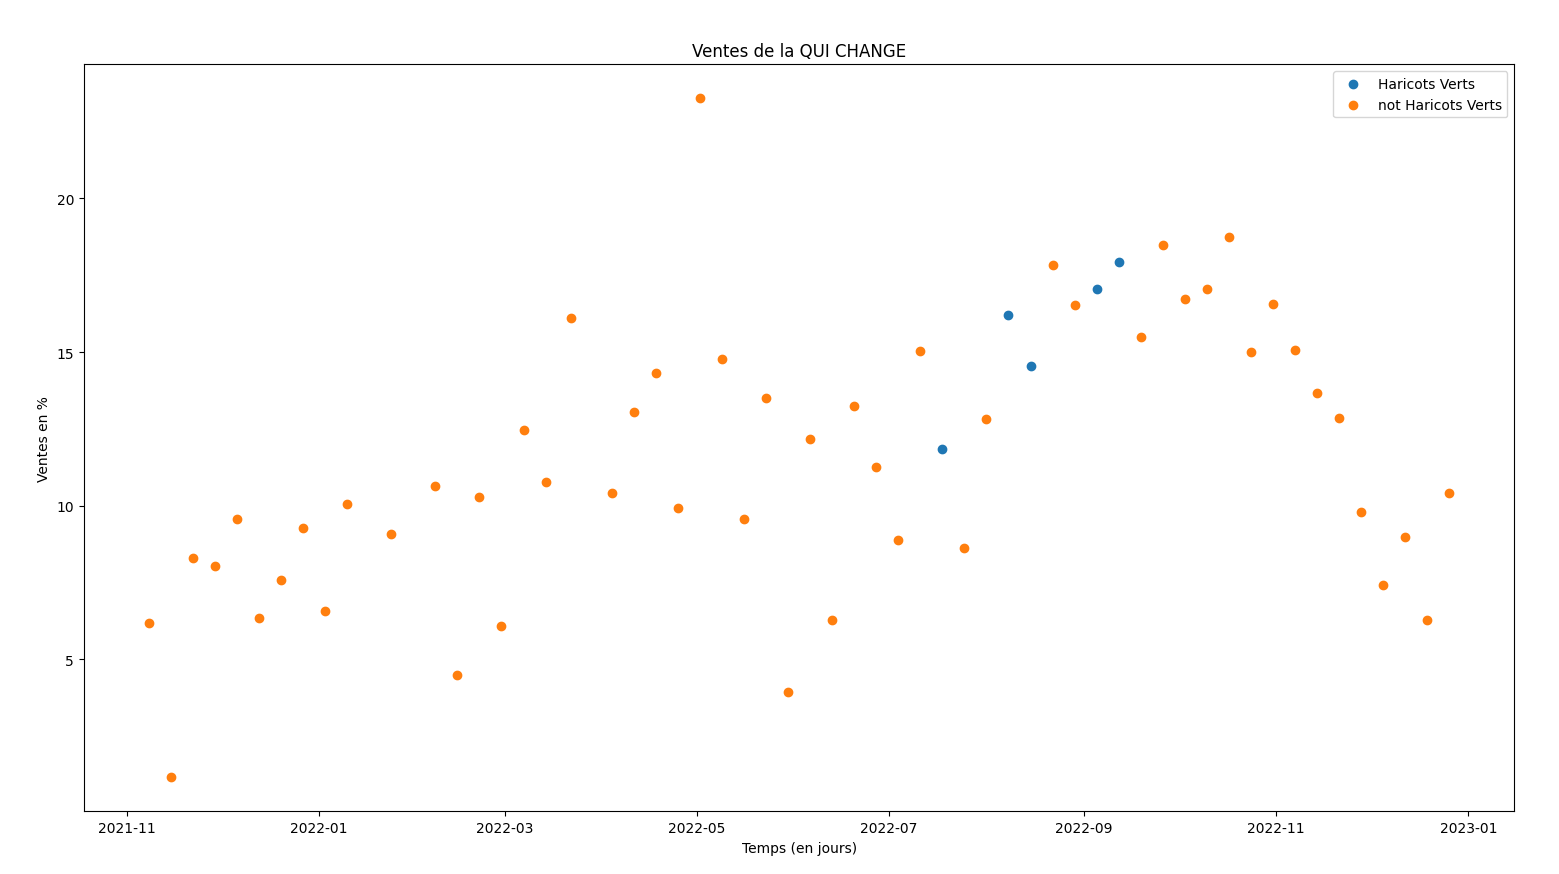 Ventes de la QUI CHANGE
Haricots Verts
not Haricots Verts
20
15
10
5
Ventes en %
2021-11
2022-01
2022-03
2022-05
2022-07
2022-09
2022-11
2023-01
Temps (en jours)